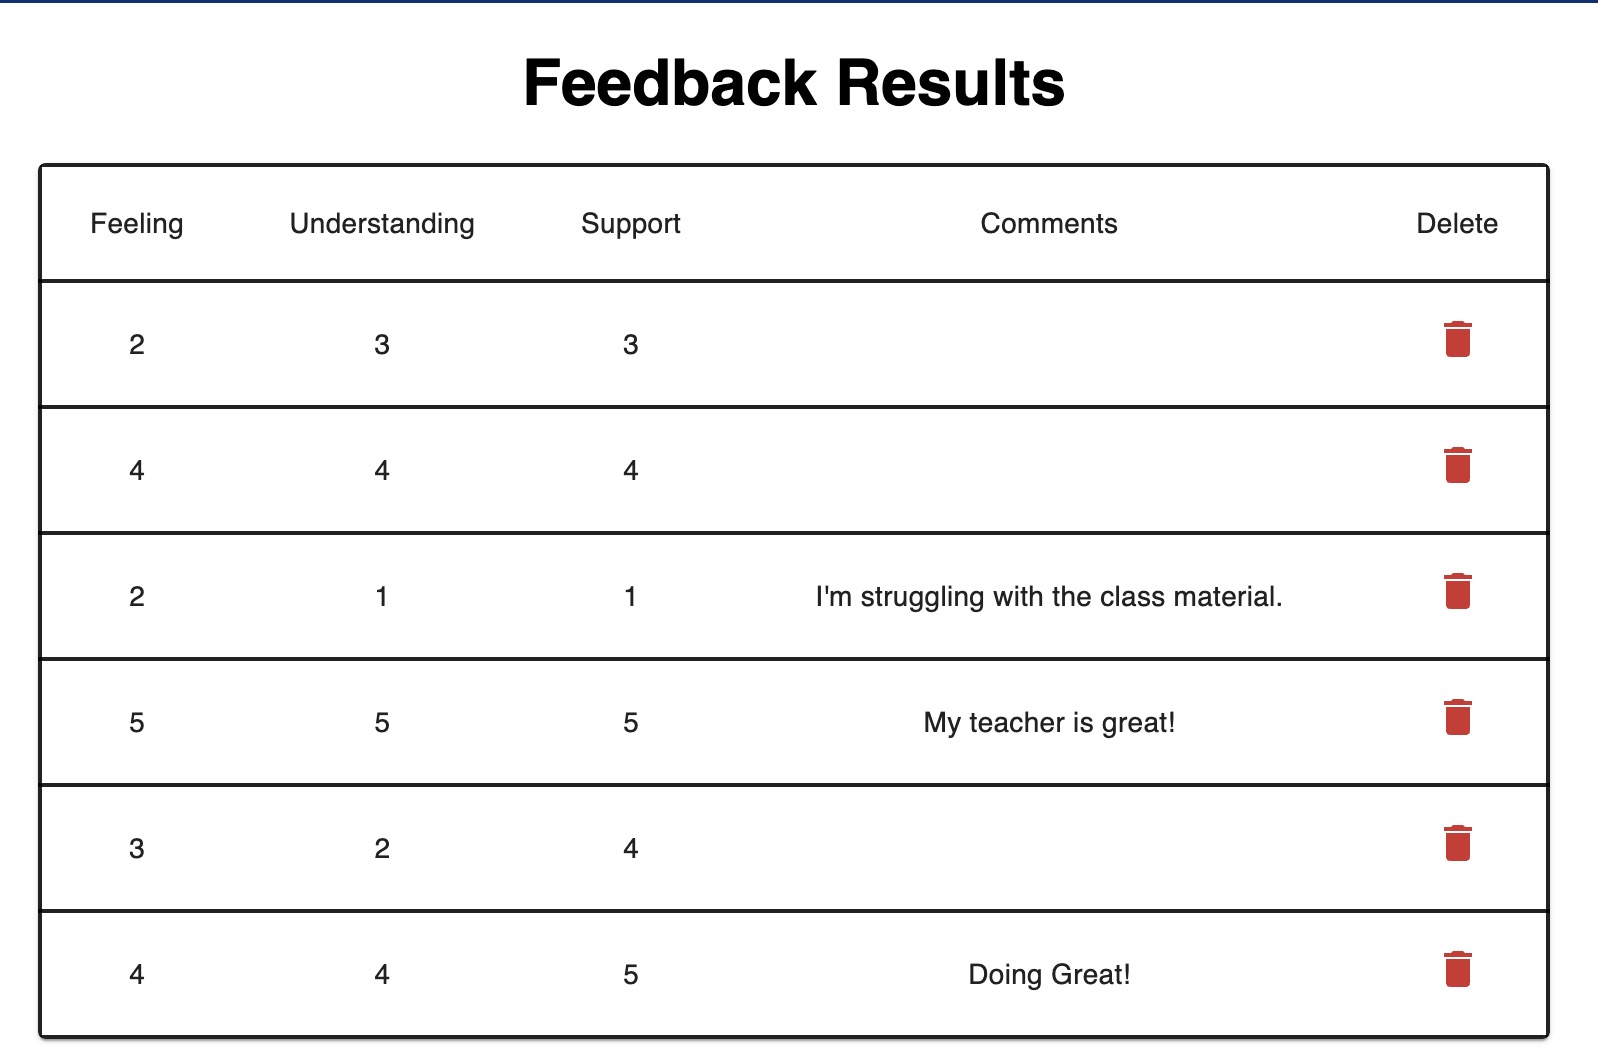 Feedback Results
Feeling Understanding Support Comments Delete
2 3 3
4 4 4
2 1 1 I'm struggling with the class material.
5 5 5 My teacher is great!
3 2 4
4 4 5 Doing Great!